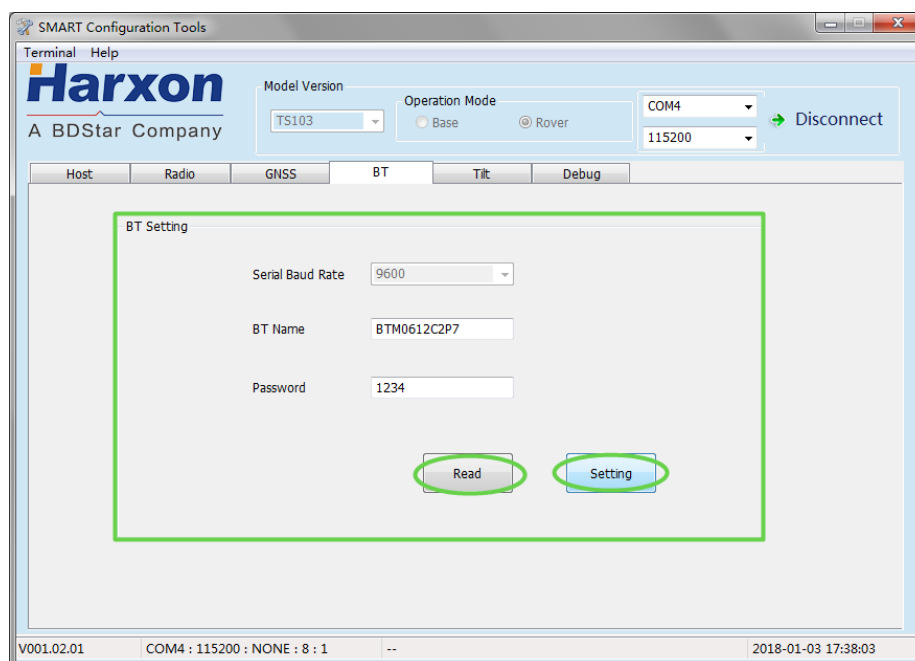 SMART Configuration Tools
Terminal Help
Harxon
A BDStar Company
Model Version
TS103
Operation Mode
Base Rover
COM4
115200
Disconnect
Host Radio GNSS BT Tilt Debug
BT Setting
Serial Baud Rate 9600
BT Name BTM0612C2P7
Password 1234
Read Setting
V001.02.01 COM4 : 115200 : NONE : 8 : 1 -- 2018-01-03 17:38:03